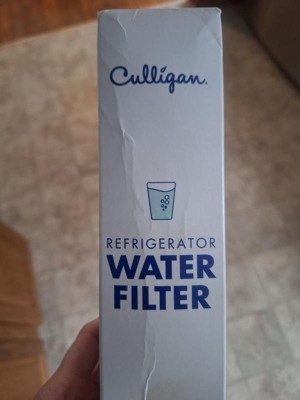 Culligan.
REFRIGERATOR
WATER
FILTER